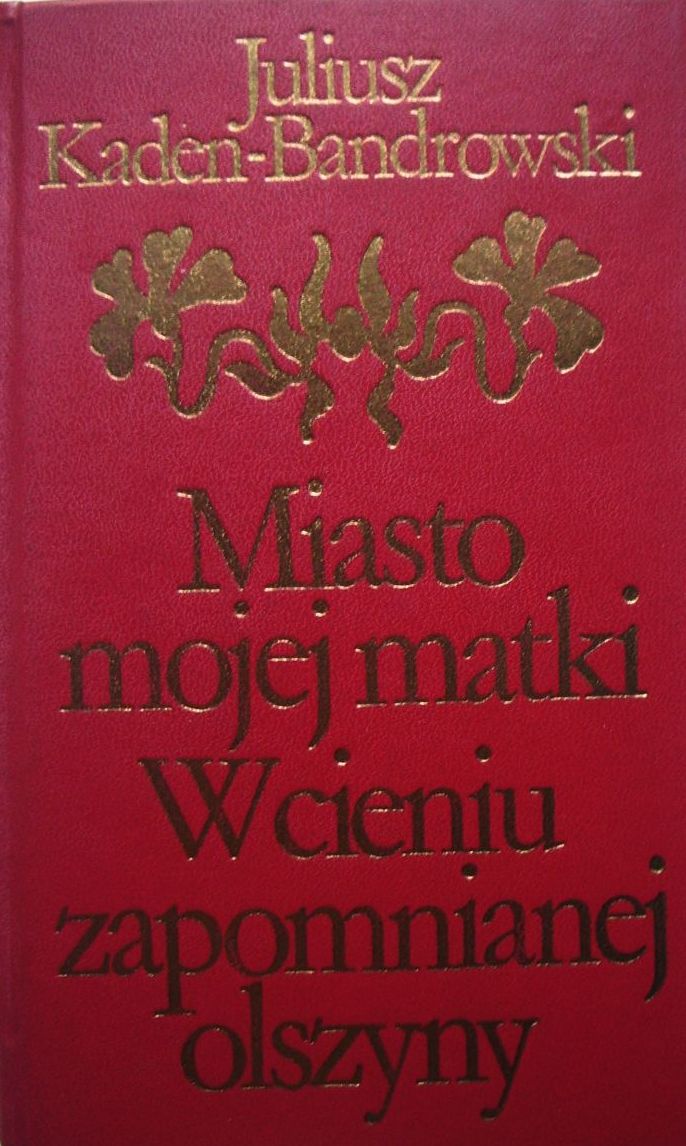 Juliusz
Kaden-Bandrowski
Miasto
mojej matki
W cieniu
zapomnianej
olszyny